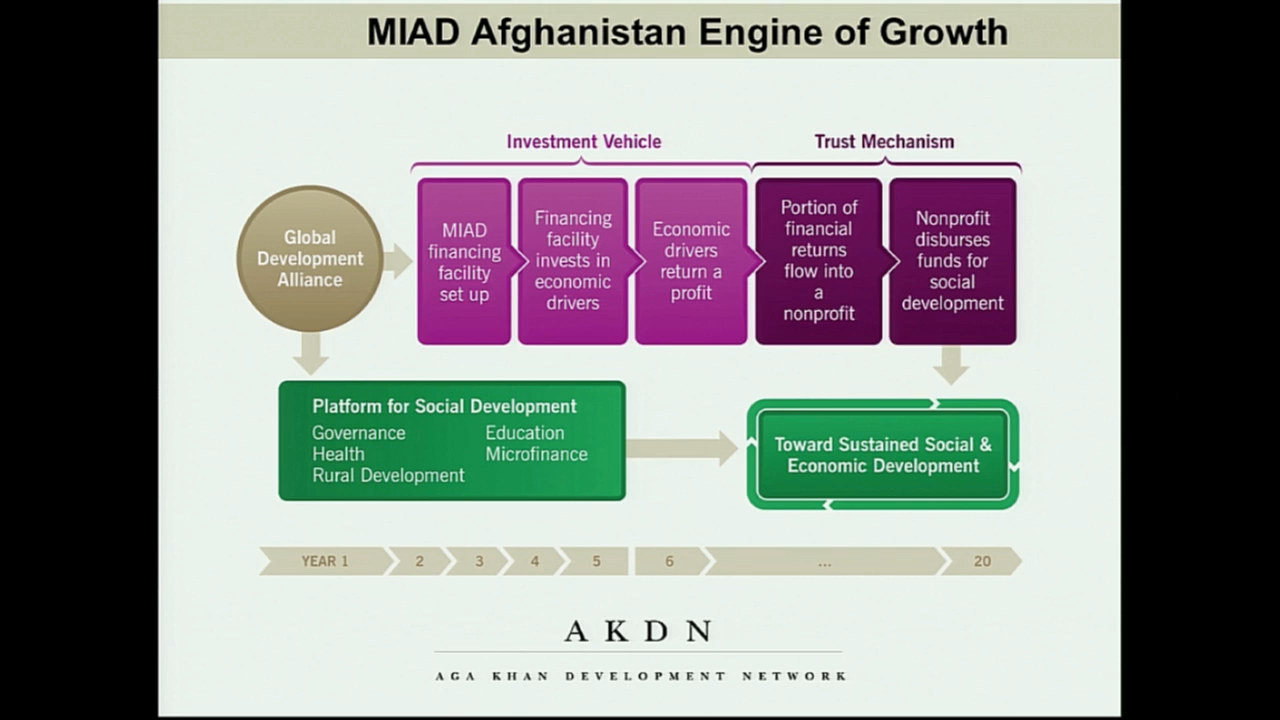 MIAD Afghanistan Engine of Growth
Investment Vehicle
Trust Mechanism
Global
Development
Alliance
MIAD
financing
facility
set up
Financing
facility
invests in
economic
drivers
Economic
drivers
return a
profit
Portion of
financial
returns
flow into
a
nonprofit
Nonprofit
disburses
funds for
social
development
Platform for Social Development
Governance
Health
Rural Development
Education
Microfinance
Toward Sustained Social &
Economic Development
YEAR 1 2 3 4 5 6 ... 20
AKDN
AGA KHAN DEVELOPMENT NETWORK